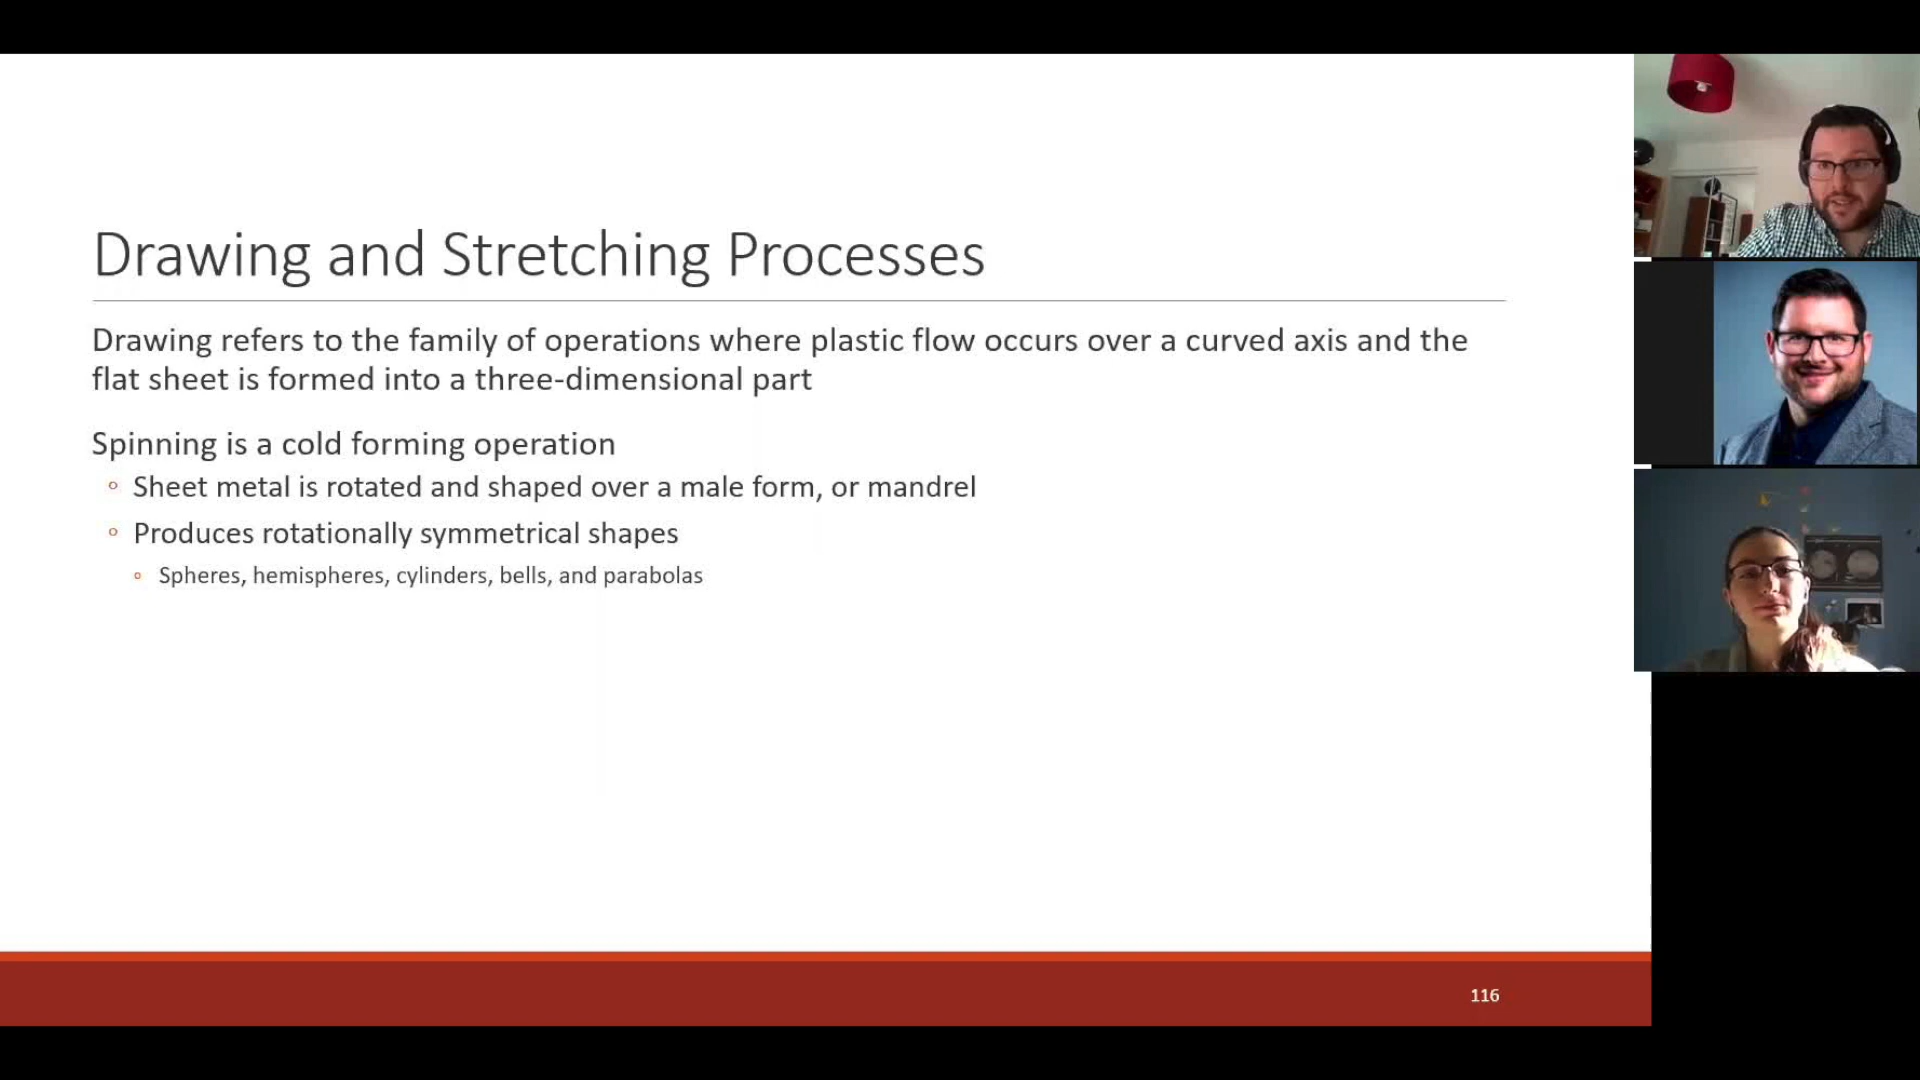 Drawing and Stretching Processes
Drawing refers to the family of operations where plastic flow occurs over a curved axis and the
flat sheet is formed into a three-dimensional part
Spinning is a cold forming operation
Sheet metal is rotated and shaped over a male form, or mandrel
Produces rotationally symmetrical shapes
Spheres, hemispheres, cylinders, bells, and parabolas
116